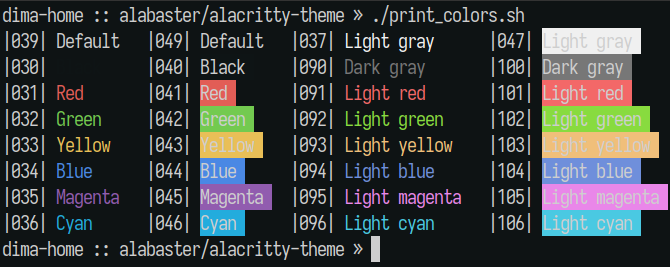 dima-home :: alabaster/alacritty-theme » ./print_colors.sh
|039| Default |049| Default |037| Light gray |047| Light gray
|030| |040| Black |090| Dark gray |100| Dark gray
|031| Red |041| Red |091| Light red |101| Light red
|032| Green |042| Green |092| Light green |102| Light green
|033| Yellow |043| Yellow |093| Light yellow |103| Light yellow
|034| Blue |044| Blue |094| Light blue |104| Light blue
|035| Magenta |045| Magenta |095| Light magenta |105| Light magenta
|036| Cyan |046| Cyan |096| Light cyan |106| Light cyan
dima-home :: alabaster/alacritty-theme »